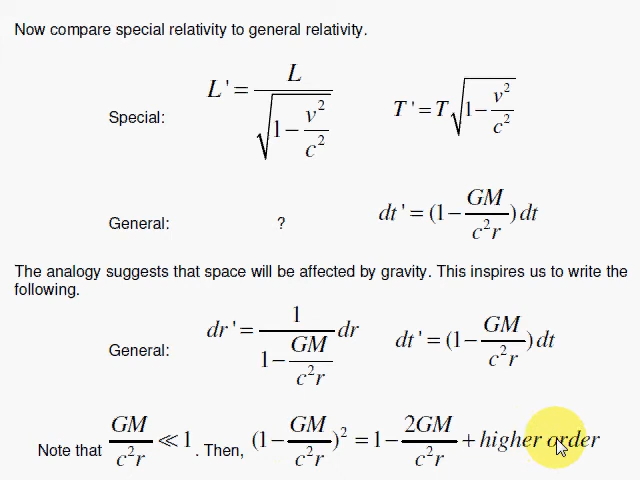 Now compare special relativity to general relativity.
Special: L' = L / √(1 − v²/c²) T' = T√(1 − v²/c²)
General: ? dt' = (1 − GM/c²r)dt
The analogy suggests that space will be affected by gravity. This inspires us to write the
following.
General: dr' = 1/(1 − GM/c²r) dr dt' = (1 − GM/c²r)dt
Note that GM/c²r ≪ 1. Then, (1 − GM/c²r)² = 1 − 2GM/c²r + higher order